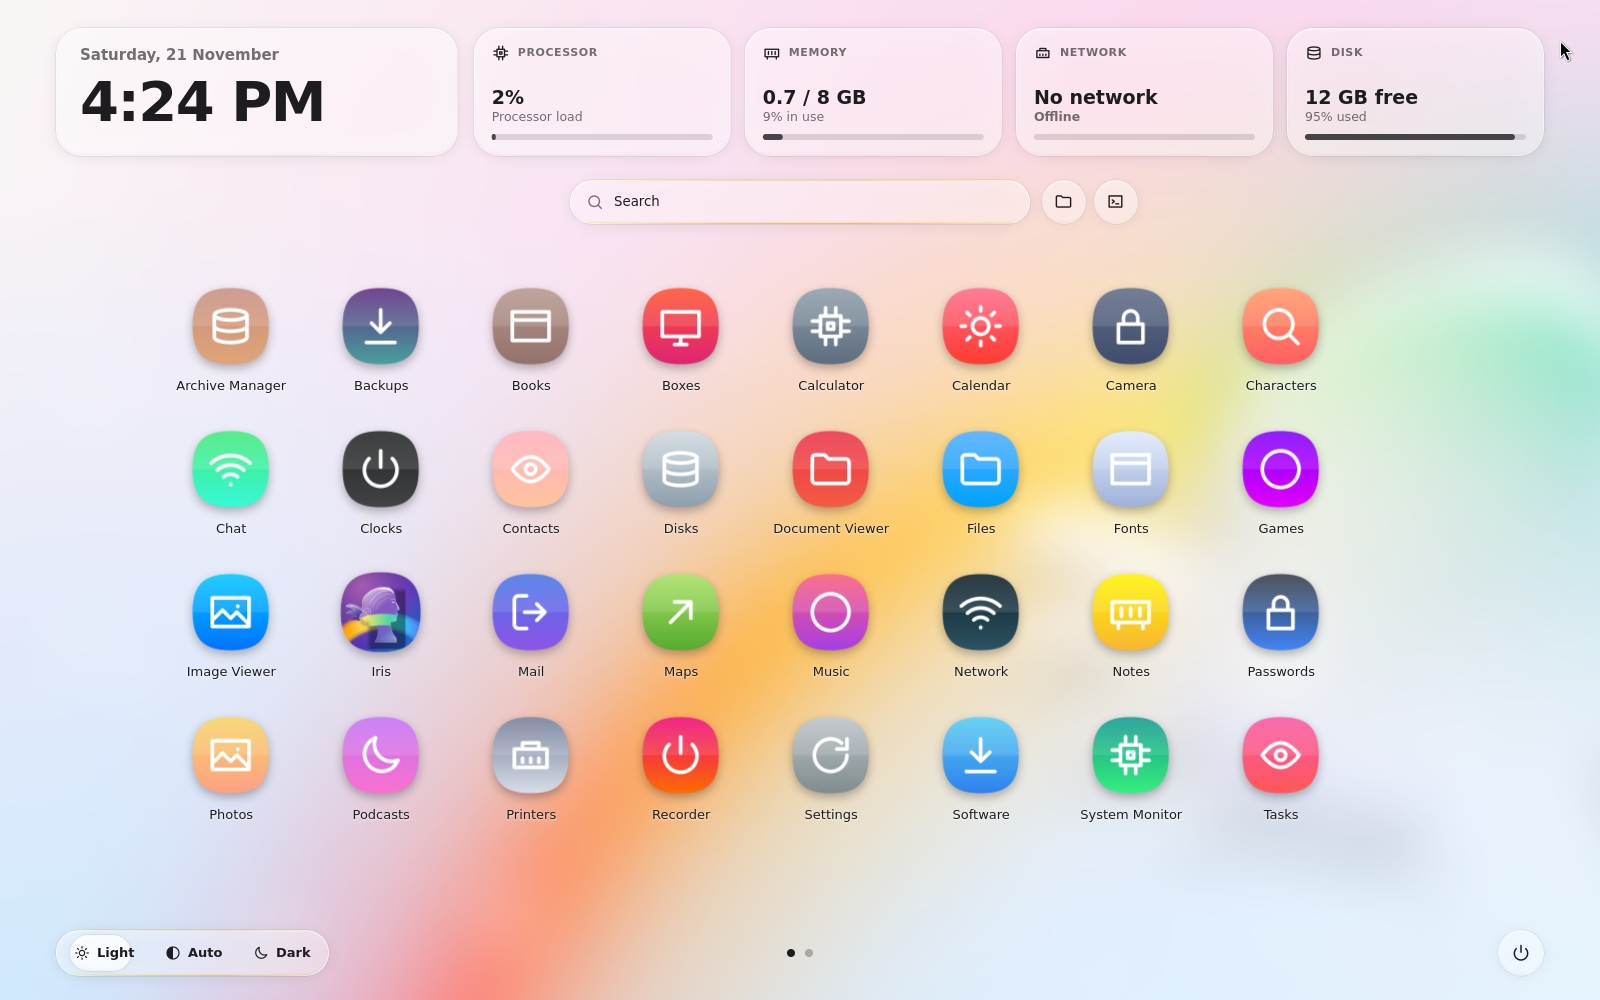 Saturday, 21 November
4:24 PM
PROCESSOR
2%
Processor load
MEMORY
0.7 / 8 GB
9% in use
NETWORK
No network
Offline
DISK
12 GB free
95% used
Search
Archive Manager
Backups
Books
Boxes
Calculator
Calendar
Camera
Characters
Chat
Clocks
Contacts
Disks
Document Viewer
Files
Fonts
Games
Image Viewer
Iris
Mail
Maps
Music
Network
Notes
Passwords
Photos
Podcasts
Printers
Recorder
Settings
Software
System Monitor
Tasks
Light
Auto
Dark